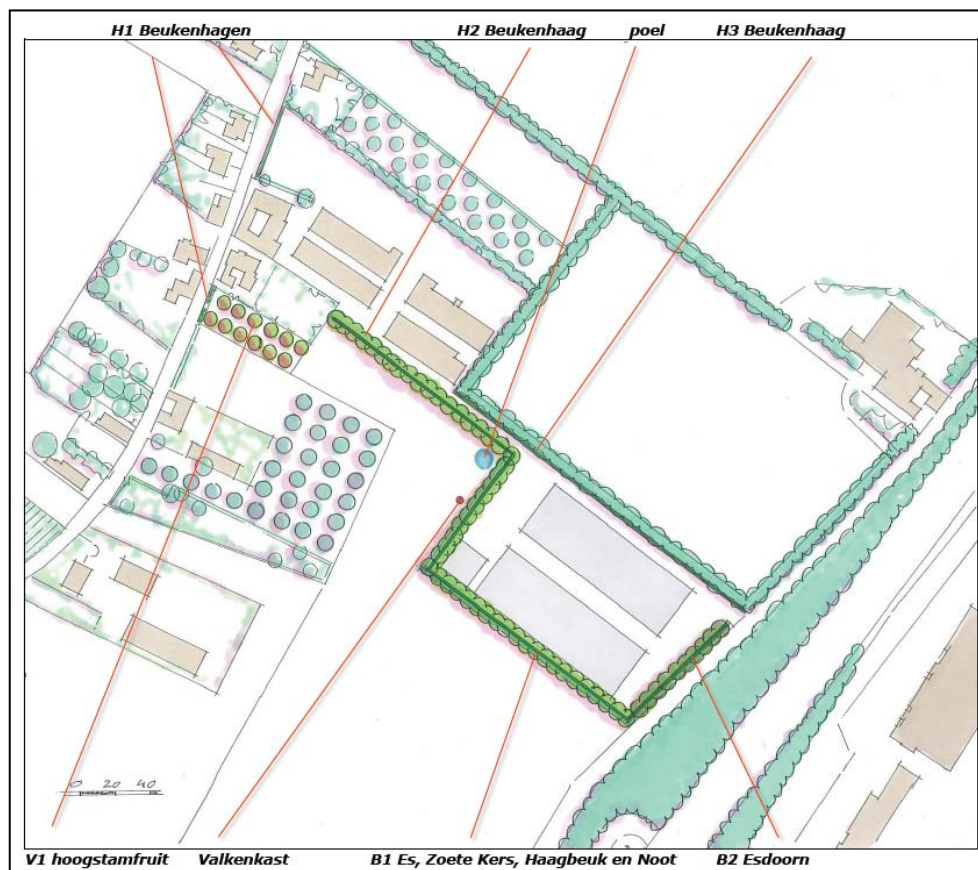 H1 Beukenhagen H2 Beukenhaag poel H3 Beukenhaag
0 20 40
V1 hoogstamfruit Valkenkast B1 Es, Zoete Kers, Haagbeuk en Noot B2 Esdoorn